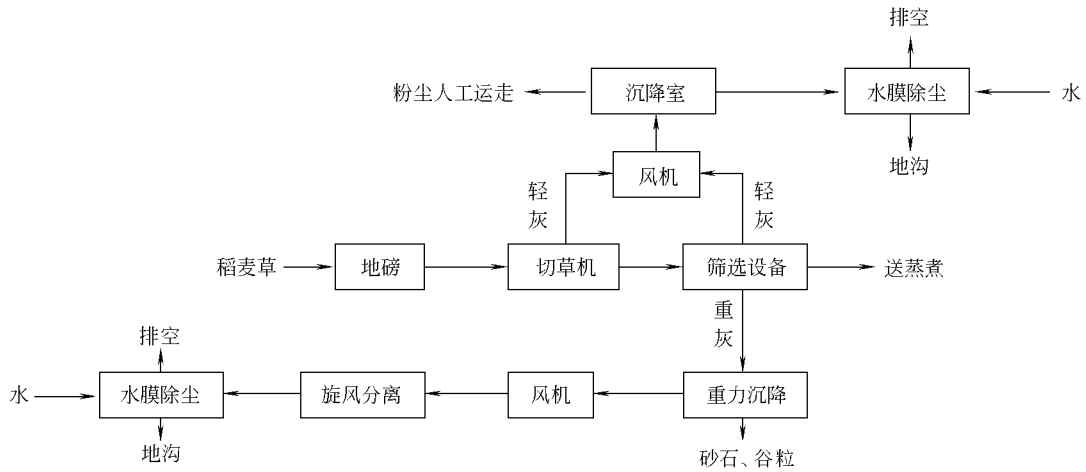 排空
粉尘人工运走
沉降室
水膜除尘
水
地沟
风机
轻灰
轻灰
稻麦草
地磅
切草机
筛选设备
送蒸煮
重灰
排空
水
水膜除尘
旋风分离
风机
重力沉降
地沟
砂石、谷粒